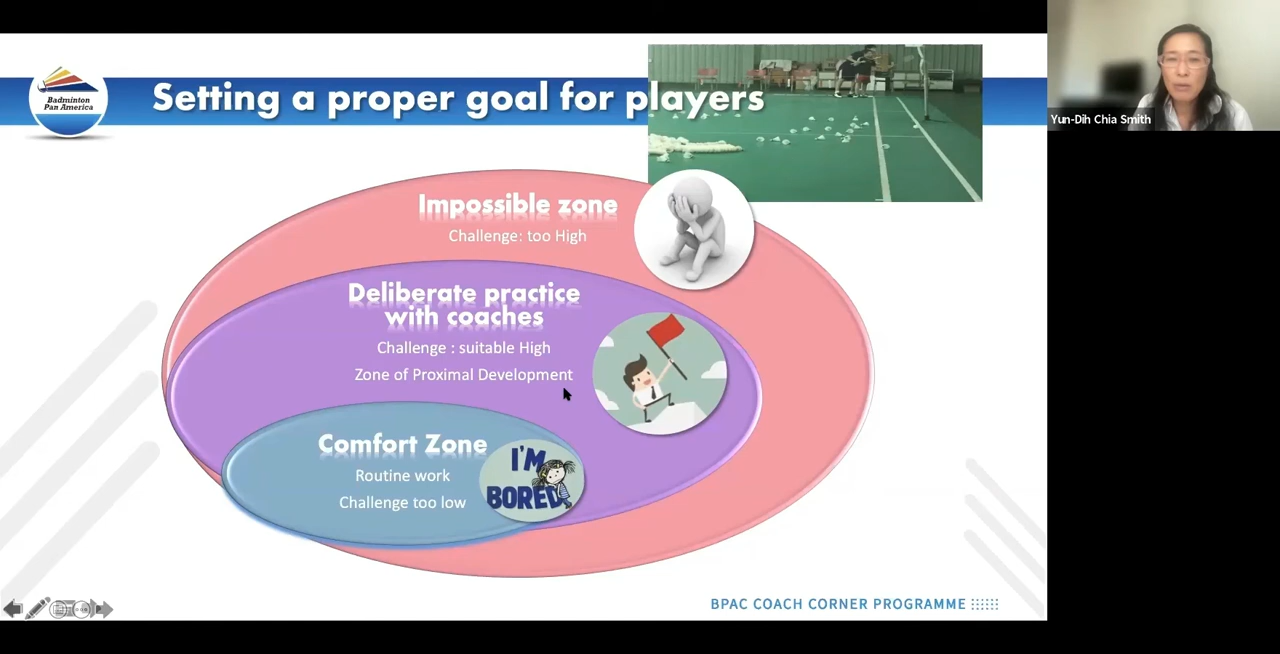 Badminton
Pan America
Setting a proper goal for players
Yun-Dih Chia Smith
Impossible zone
Challenge: too High
Deliberate practice
with coaches
Challenge : suitable High
Zone of Proximal Development
Comfort Zone
Routine work
Challenge too low
I'M
BORED
BPAC COACH CORNER PROGRAMME